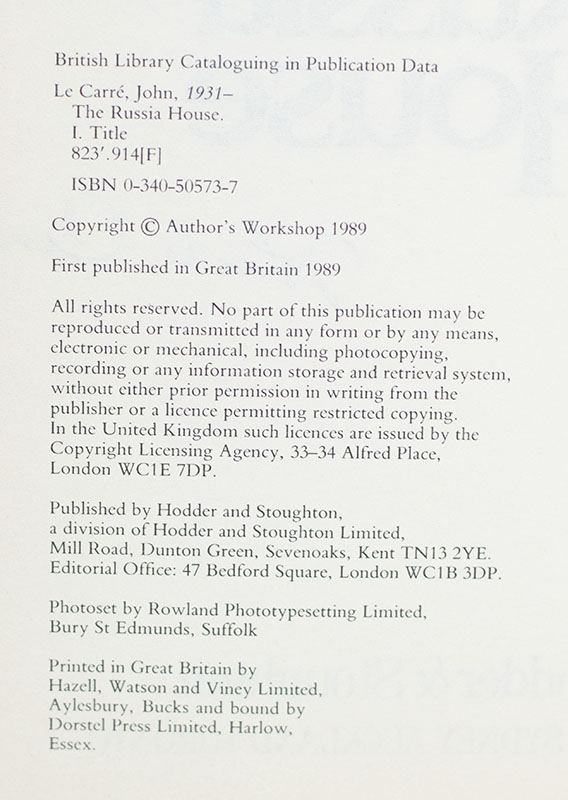 British Library Cataloguing in Publication Data
Le Carré, John, 1931–
The Russia House.
I. Title
823′.914[F]
ISBN 0-340-50573-7
Copyright © Author's Workshop 1989
First published in Great Britain 1989
All rights reserved. No part of this publication may be
reproduced or transmitted in any form or by any means,
electronic or mechanical, including photocopying,
recording or any information storage and retrieval system,
without either prior permission in writing from the
publisher or a licence permitting restricted copying.
In the United Kingdom such licences are issued by the
Copyright Licensing Agency, 33–34 Alfred Place,
London WC1E 7DP.
Published by Hodder and Stoughton,
a division of Hodder and Stoughton Limited,
Mill Road, Dunton Green, Sevenoaks, Kent TN13 2YE.
Editorial Office: 47 Bedford Square, London WC1B 3DP.
Photoset by Rowland Phototypesetting Limited,
Bury St Edmunds, Suffolk
Printed in Great Britain by
Hazell, Watson and Viney Limited,
Aylesbury, Bucks and bound by
Dorstel Press Limited, Harlow,
Essex.